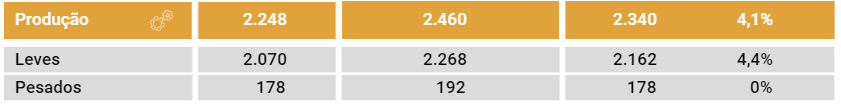 Produção 2.248 2.460 2.340 4,1%
Leves 2.070 2.268 2.162 4,4%
Pesados 178 192 178 0%